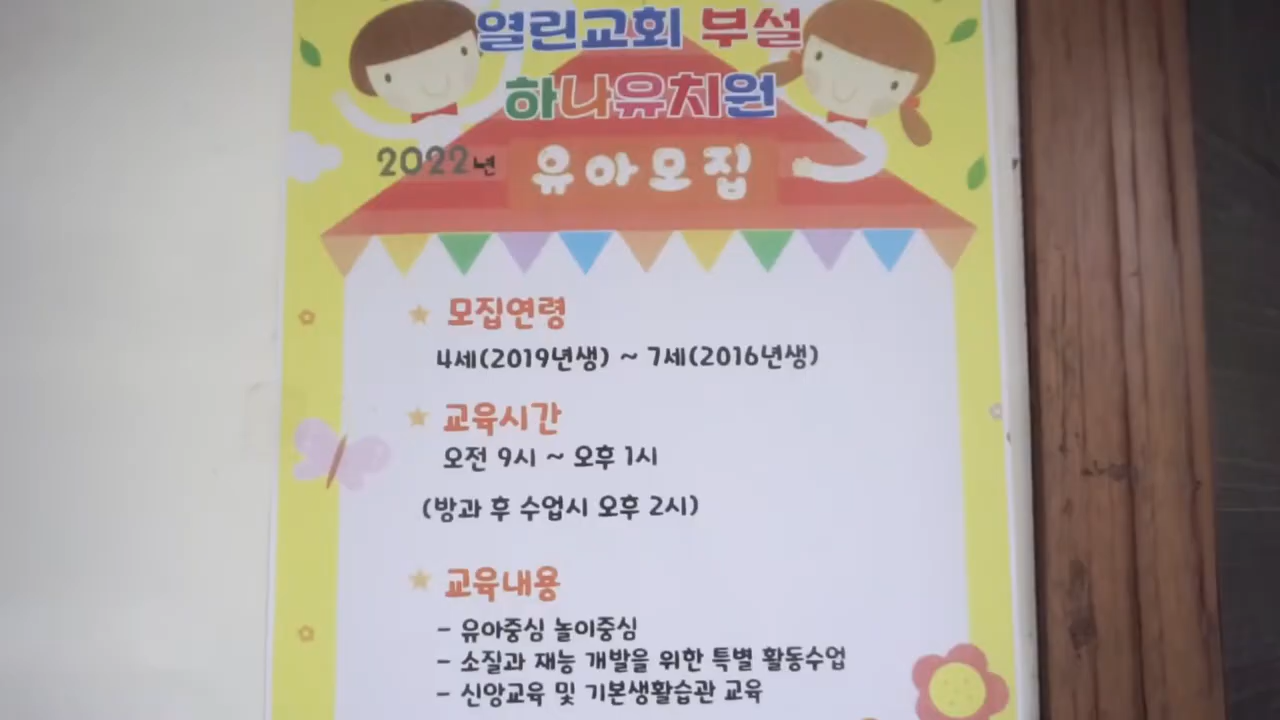 열린교회 부설
하나유치원
2022년 유아모집
모집연령
4세(2019년생) ~ 7세(2016년생)
교육시간
오전 9시 ~ 오후 1시
(방과 후 수업시 오후 2시)
교육내용
- 유아중심 놀이중심
- 소질과 재능 개발을 위한 특별 활동수업
- 신앙교육 및 기본생활습관 교육